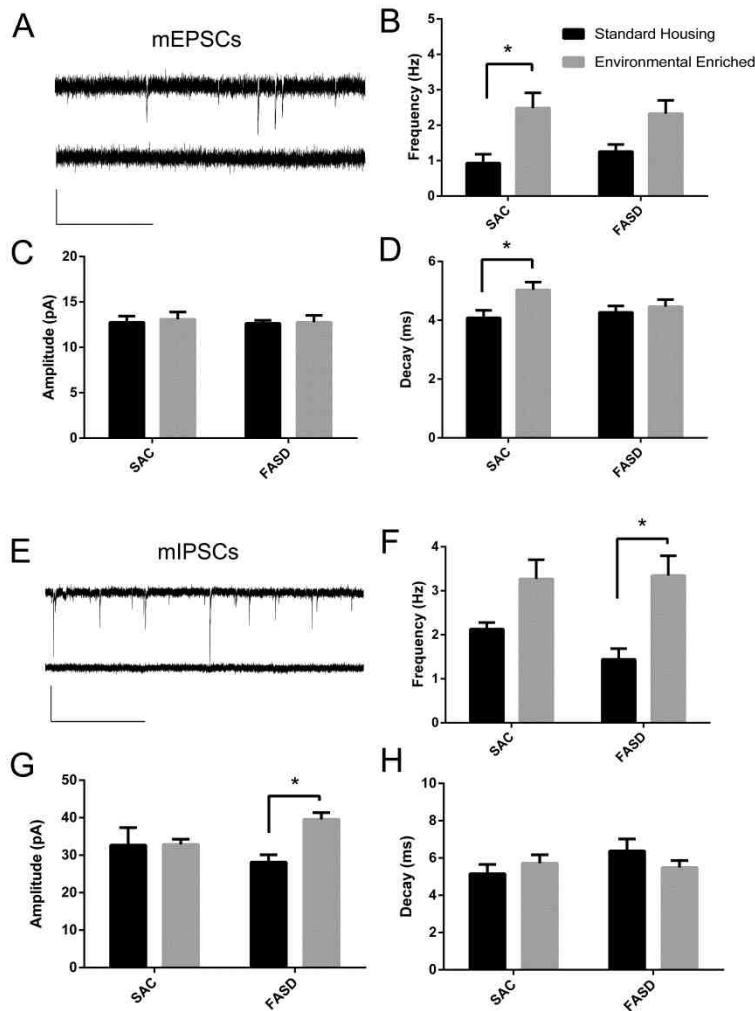 A
mEPSCs
B
Standard Housing
Environmental Enriched
*
Frequency (Hz)
5
4
3
2
1
0
SAC
FASD
C
Amplitude (pA)
20
15
10
5
0
SAC
FASD
D
*
Decay (ms)
6
4
2
0
SAC
FASD
E
mIPSCs
F
*
Frequency (Hz)
4
3
2
1
0
SAC
FASD
G
*
Amplitude (pA)
50
40
30
20
10
0
SAC
FASD
H
Decay (ms)
10
8
6
4
2
0
SAC
FASD